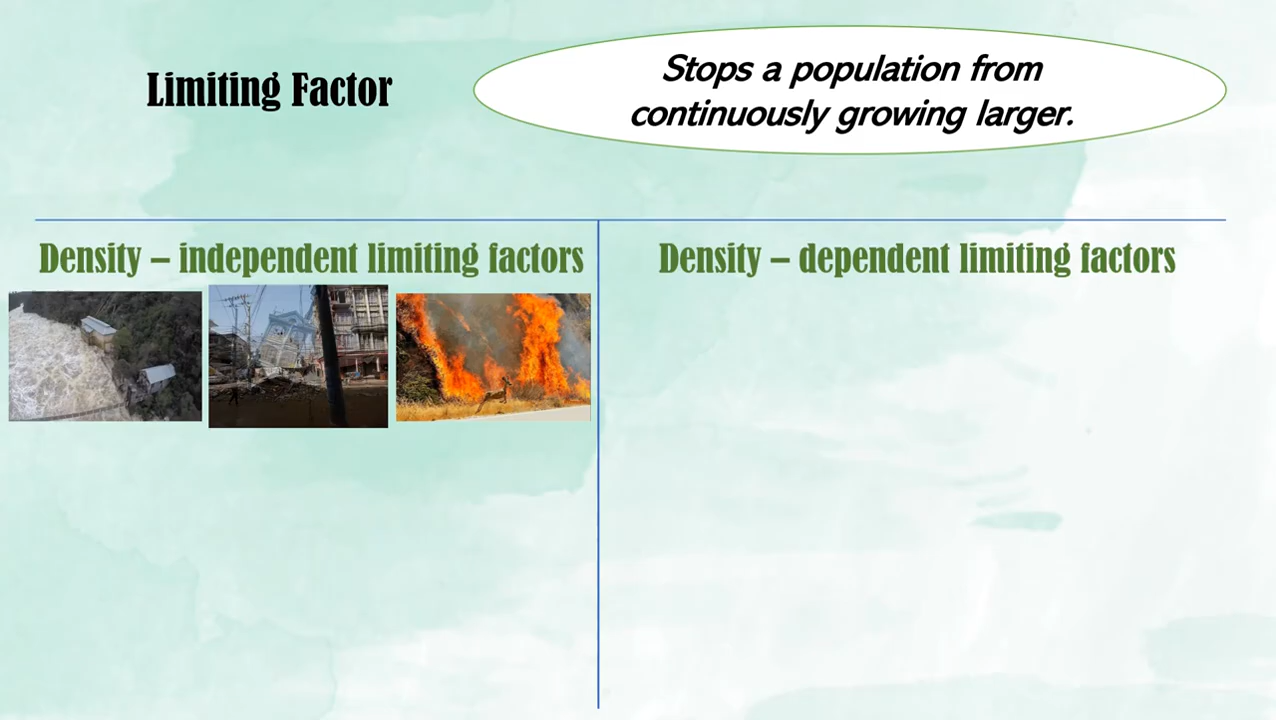 Limiting Factor
Stops a population from
continuously growing larger.
Density – independent limiting factors
Density – dependent limiting factors